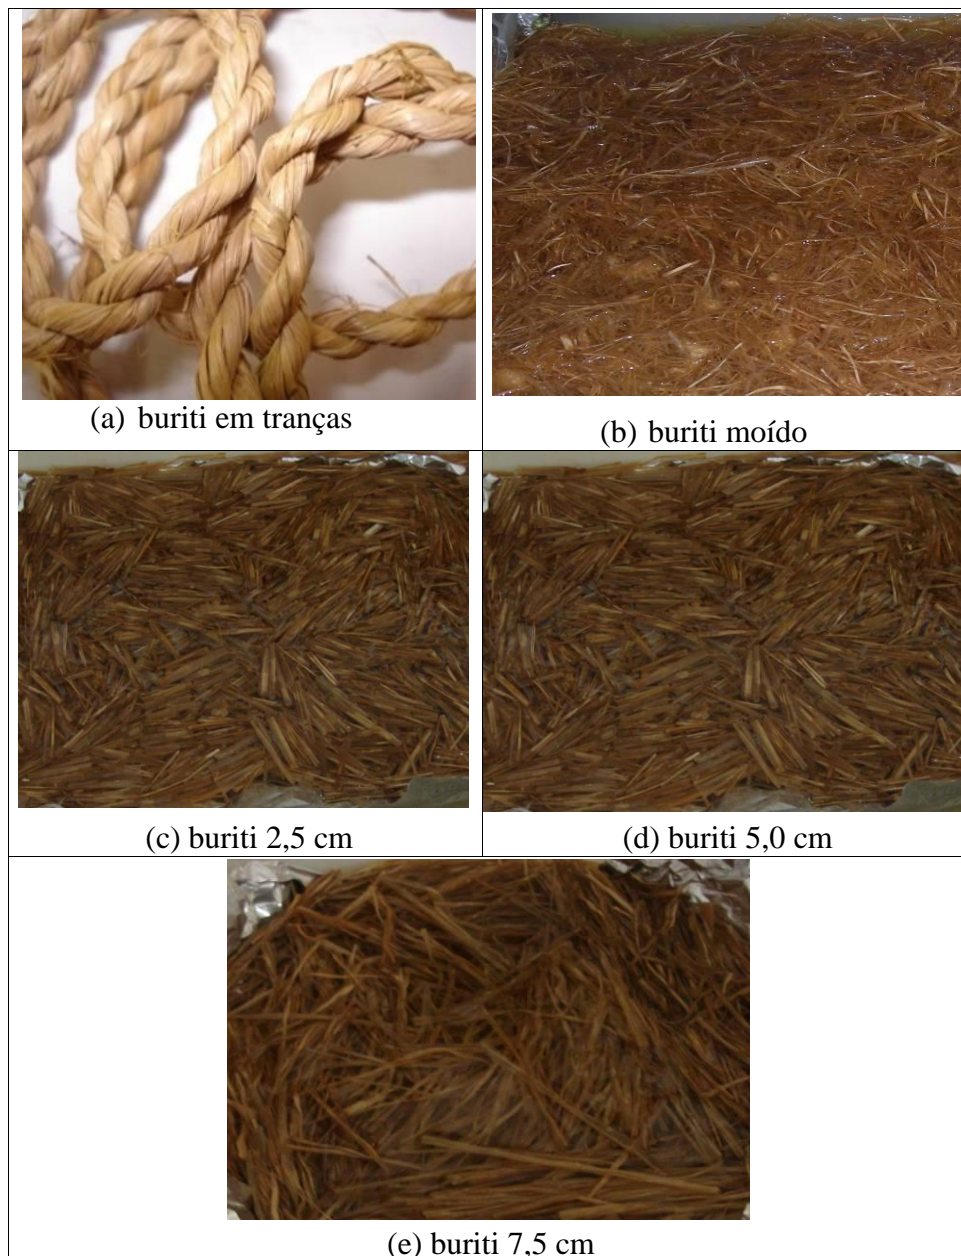 (a) buriti em tranças
(b) buriti moído
(c) buriti 2,5 cm
(d) buriti 5,0 cm
(e) buriti 7,5 cm